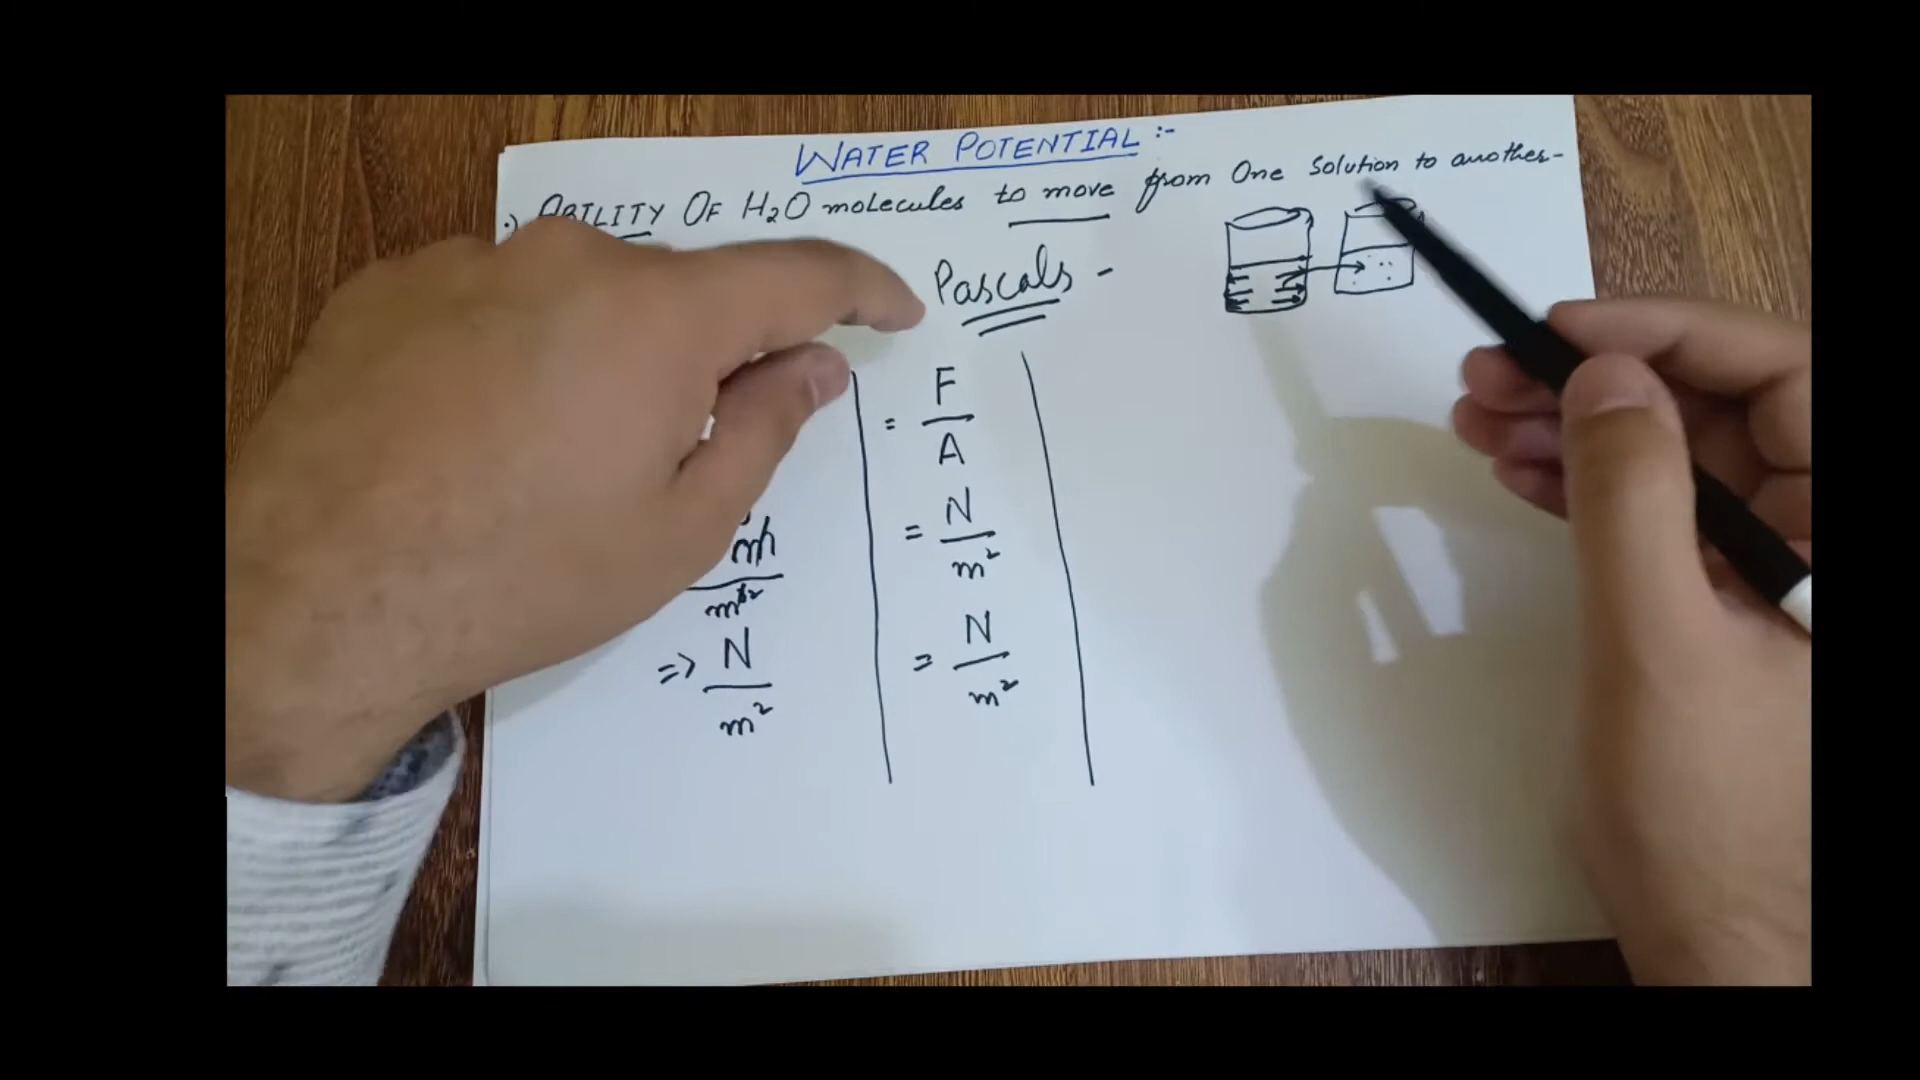 WATER POTENTIAL :-
•) ABILITY OF H₂O molecules to move from One Solution to another-
Pascals -
= F/A
= N/m²
= N/m²
=> N/m²